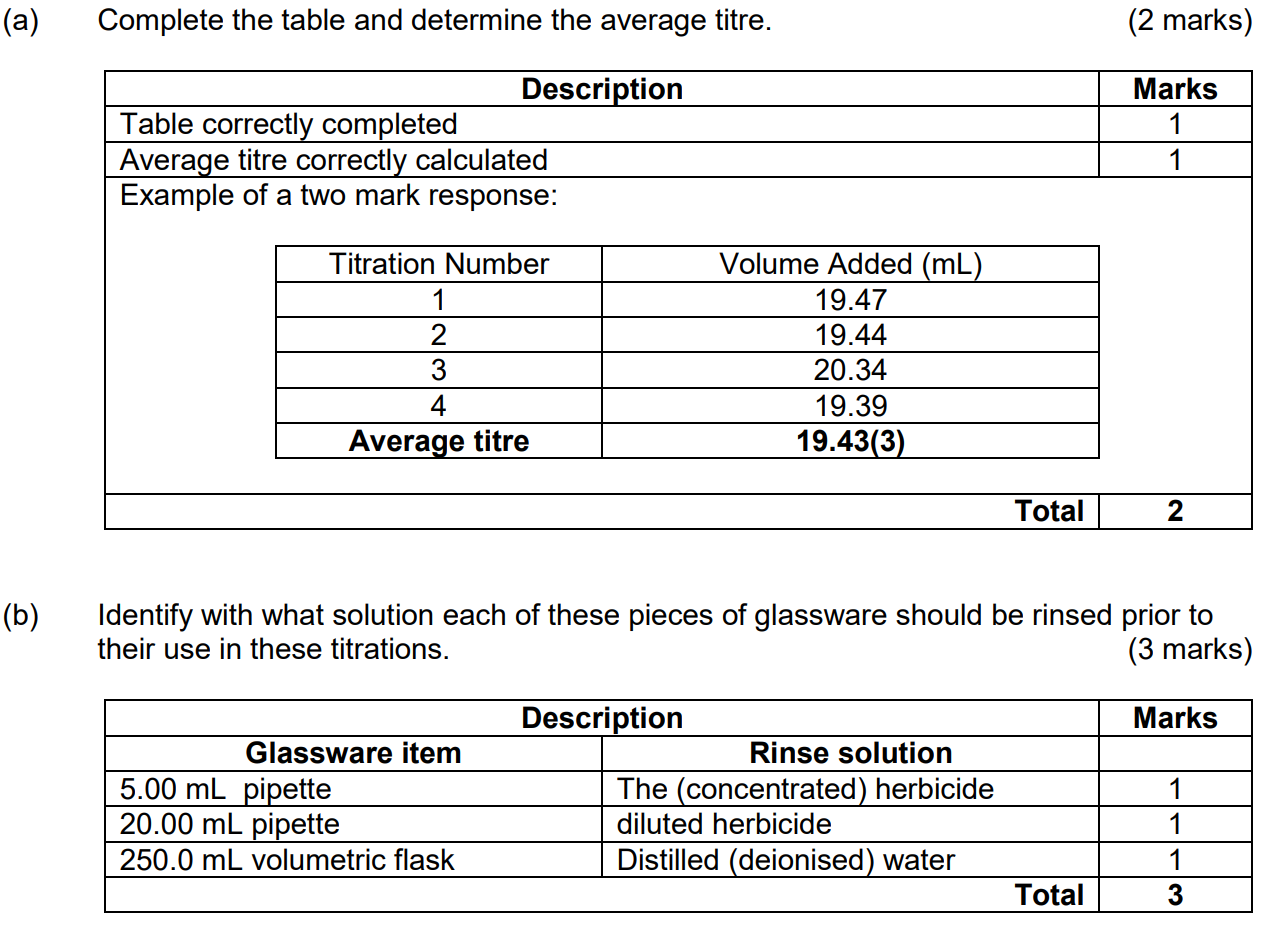 (a) Complete the table and determine the average titre. (2 marks)
Description Marks
Table correctly completed 1
Average titre correctly calculated 1
Example of a two mark response:
Titration Number Volume Added (mL)
1 19.47
2 19.44
3 20.34
4 19.39
Average titre 19.43(3)
Total 2
(b) Identify with what solution each of these pieces of glassware should be rinsed prior to
their use in these titrations. (3 marks)
Description Marks
Glassware item Rinse solution
5.00 mL pipette The (concentrated) herbicide 1
20.00 mL pipette diluted herbicide 1
250.0 mL volumetric flask Distilled (deionised) water 1
Total 3